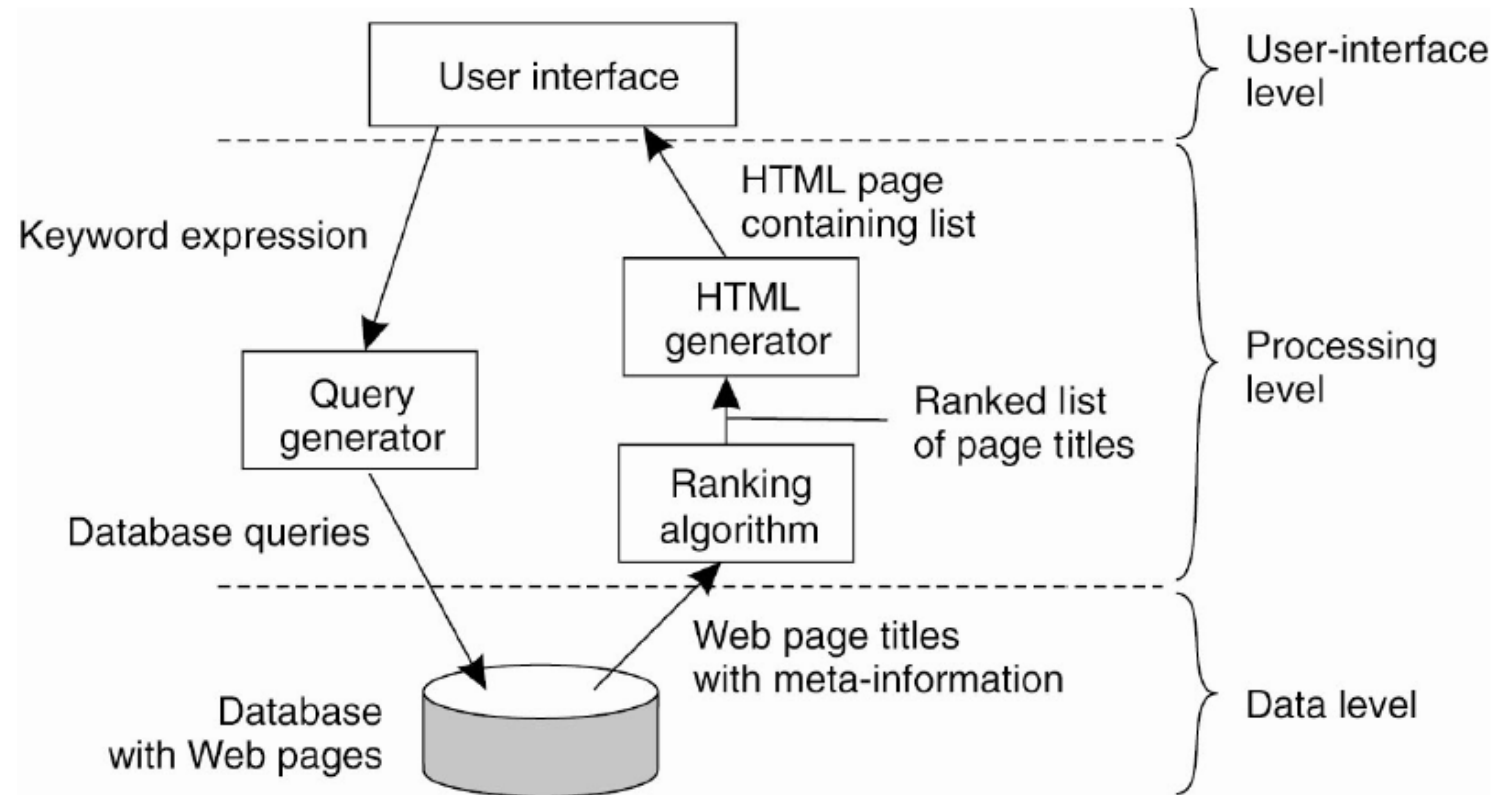 User interface
User-interface
level
HTML page
containing list
Keyword expression
HTML
generator
Processing
level
Query
generator
Ranked list
of page titles
Ranking
algorithm
Database queries
Web page titles
with meta-information
Database
with Web pages
Data level